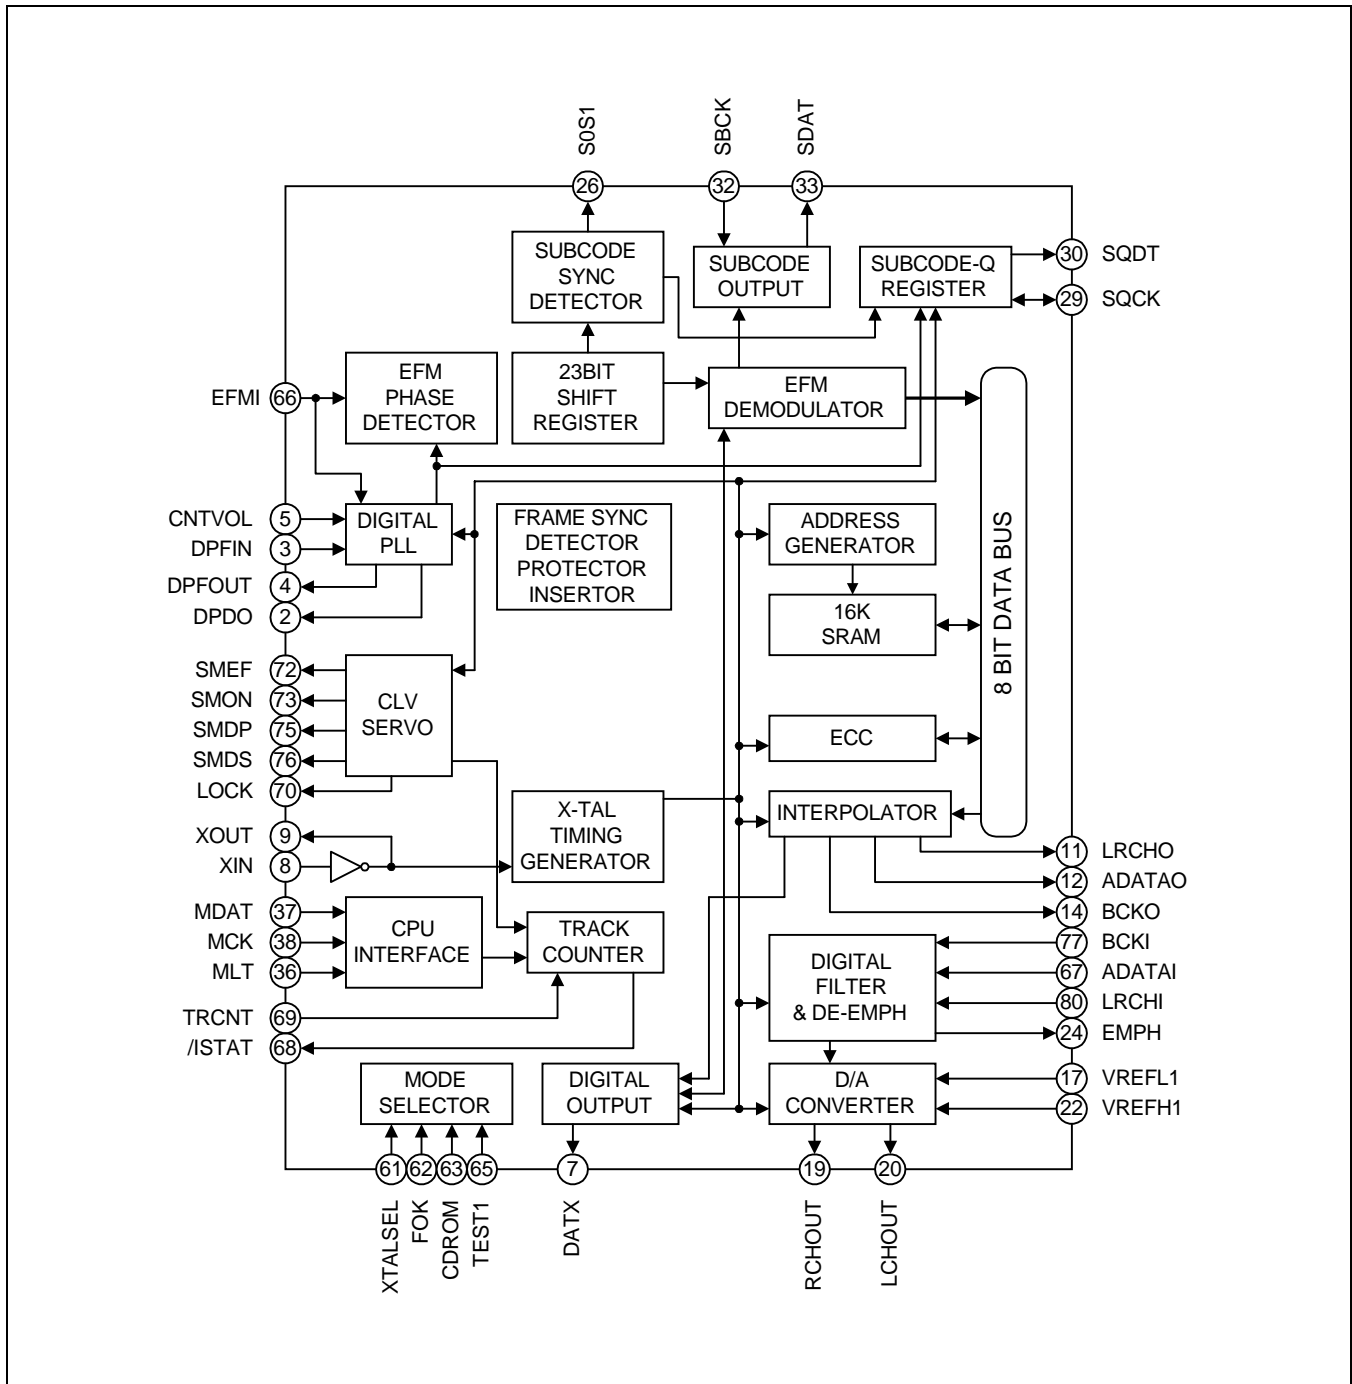 S0S1
SBCK
SDAT
26
32
33
SUBCODE
SYNC
DETECTOR
SUBCODE
OUTPUT
SUBCODE-Q
REGISTER
30 SQDT
29 SQCK
EFMI 66
EFM
PHASE
DETECTOR
23BIT
SHIFT
REGISTER
EFM
DEMODULATOR
8 BIT DATA BUS
CNTVOL 5
DPFIN 3
DPFOUT 4
DPDO 2
DIGITAL
PLL
FRAME SYNC
DETECTOR
PROTECTOR
INSERTOR
ADDRESS
GENERATOR
16K
SRAM
SMEF 72
SMON 73
SMDP 75
SMDS 76
LOCK 70
CLV
SERVO
ECC
XOUT 9
XIN 8
X-TAL
TIMING
GENERATOR
INTERPOLATOR
11 LRCHO
12 ADATAO
14 BCKO
77 BCKI
67 ADATAI
80 LRCHI
24 EMPH
MDAT 37
MCK 38
MLT 36
CPU
INTERFACE
TRACK
COUNTER
DIGITAL
FILTER
& DE-EMPH
TRCNT 69
/ISTAT 68
MODE
SELECTOR
DIGITAL
OUTPUT
D/A
CONVERTER
17 VREFL1
22 VREFH1
61
62
63
65
7
19
20
XTALSEL
FOK
CDROM
TEST1
DATX
RCHOUT
LCHOUT